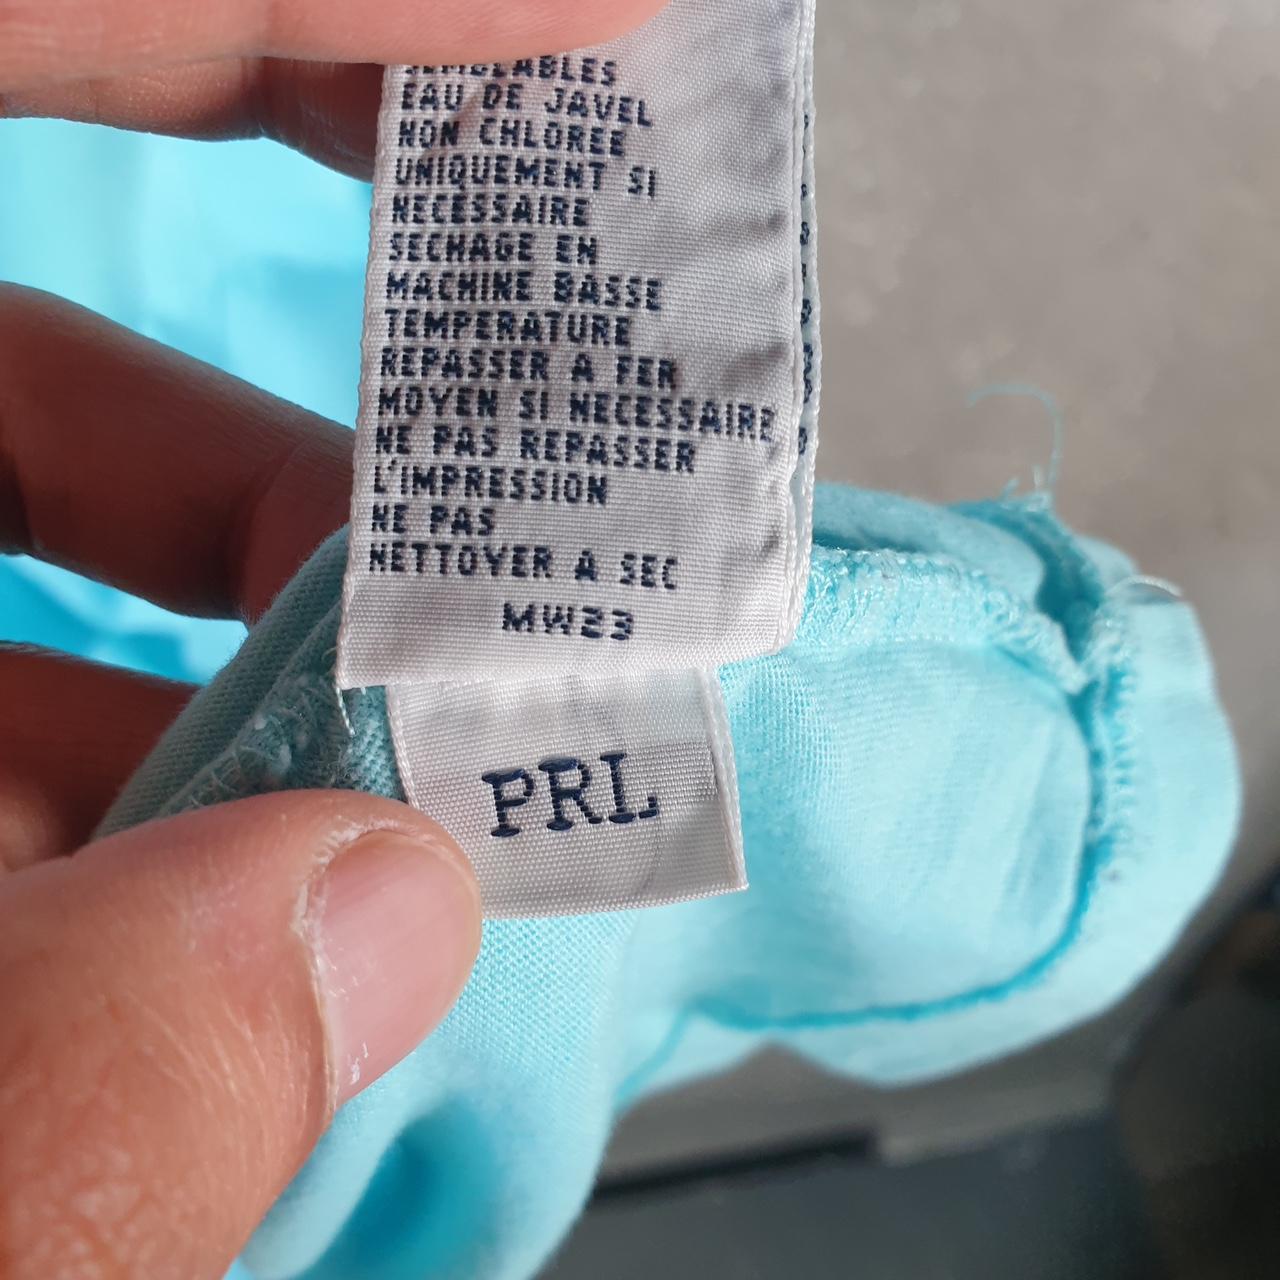 SEMBLABLES
EAU DE JAVEL
NON CHLOREE
UNIQUEMENT SI
NECESSAIRE
SECHAGE EN
MACHINE BASSE
TEMPERATURE
REPASSER A FER
MOYEN SI NECESSAIRE
NE PAS REPASSER
L'IMPRESSION
NE PAS
NETTOYER A SEC
MW23
PRL